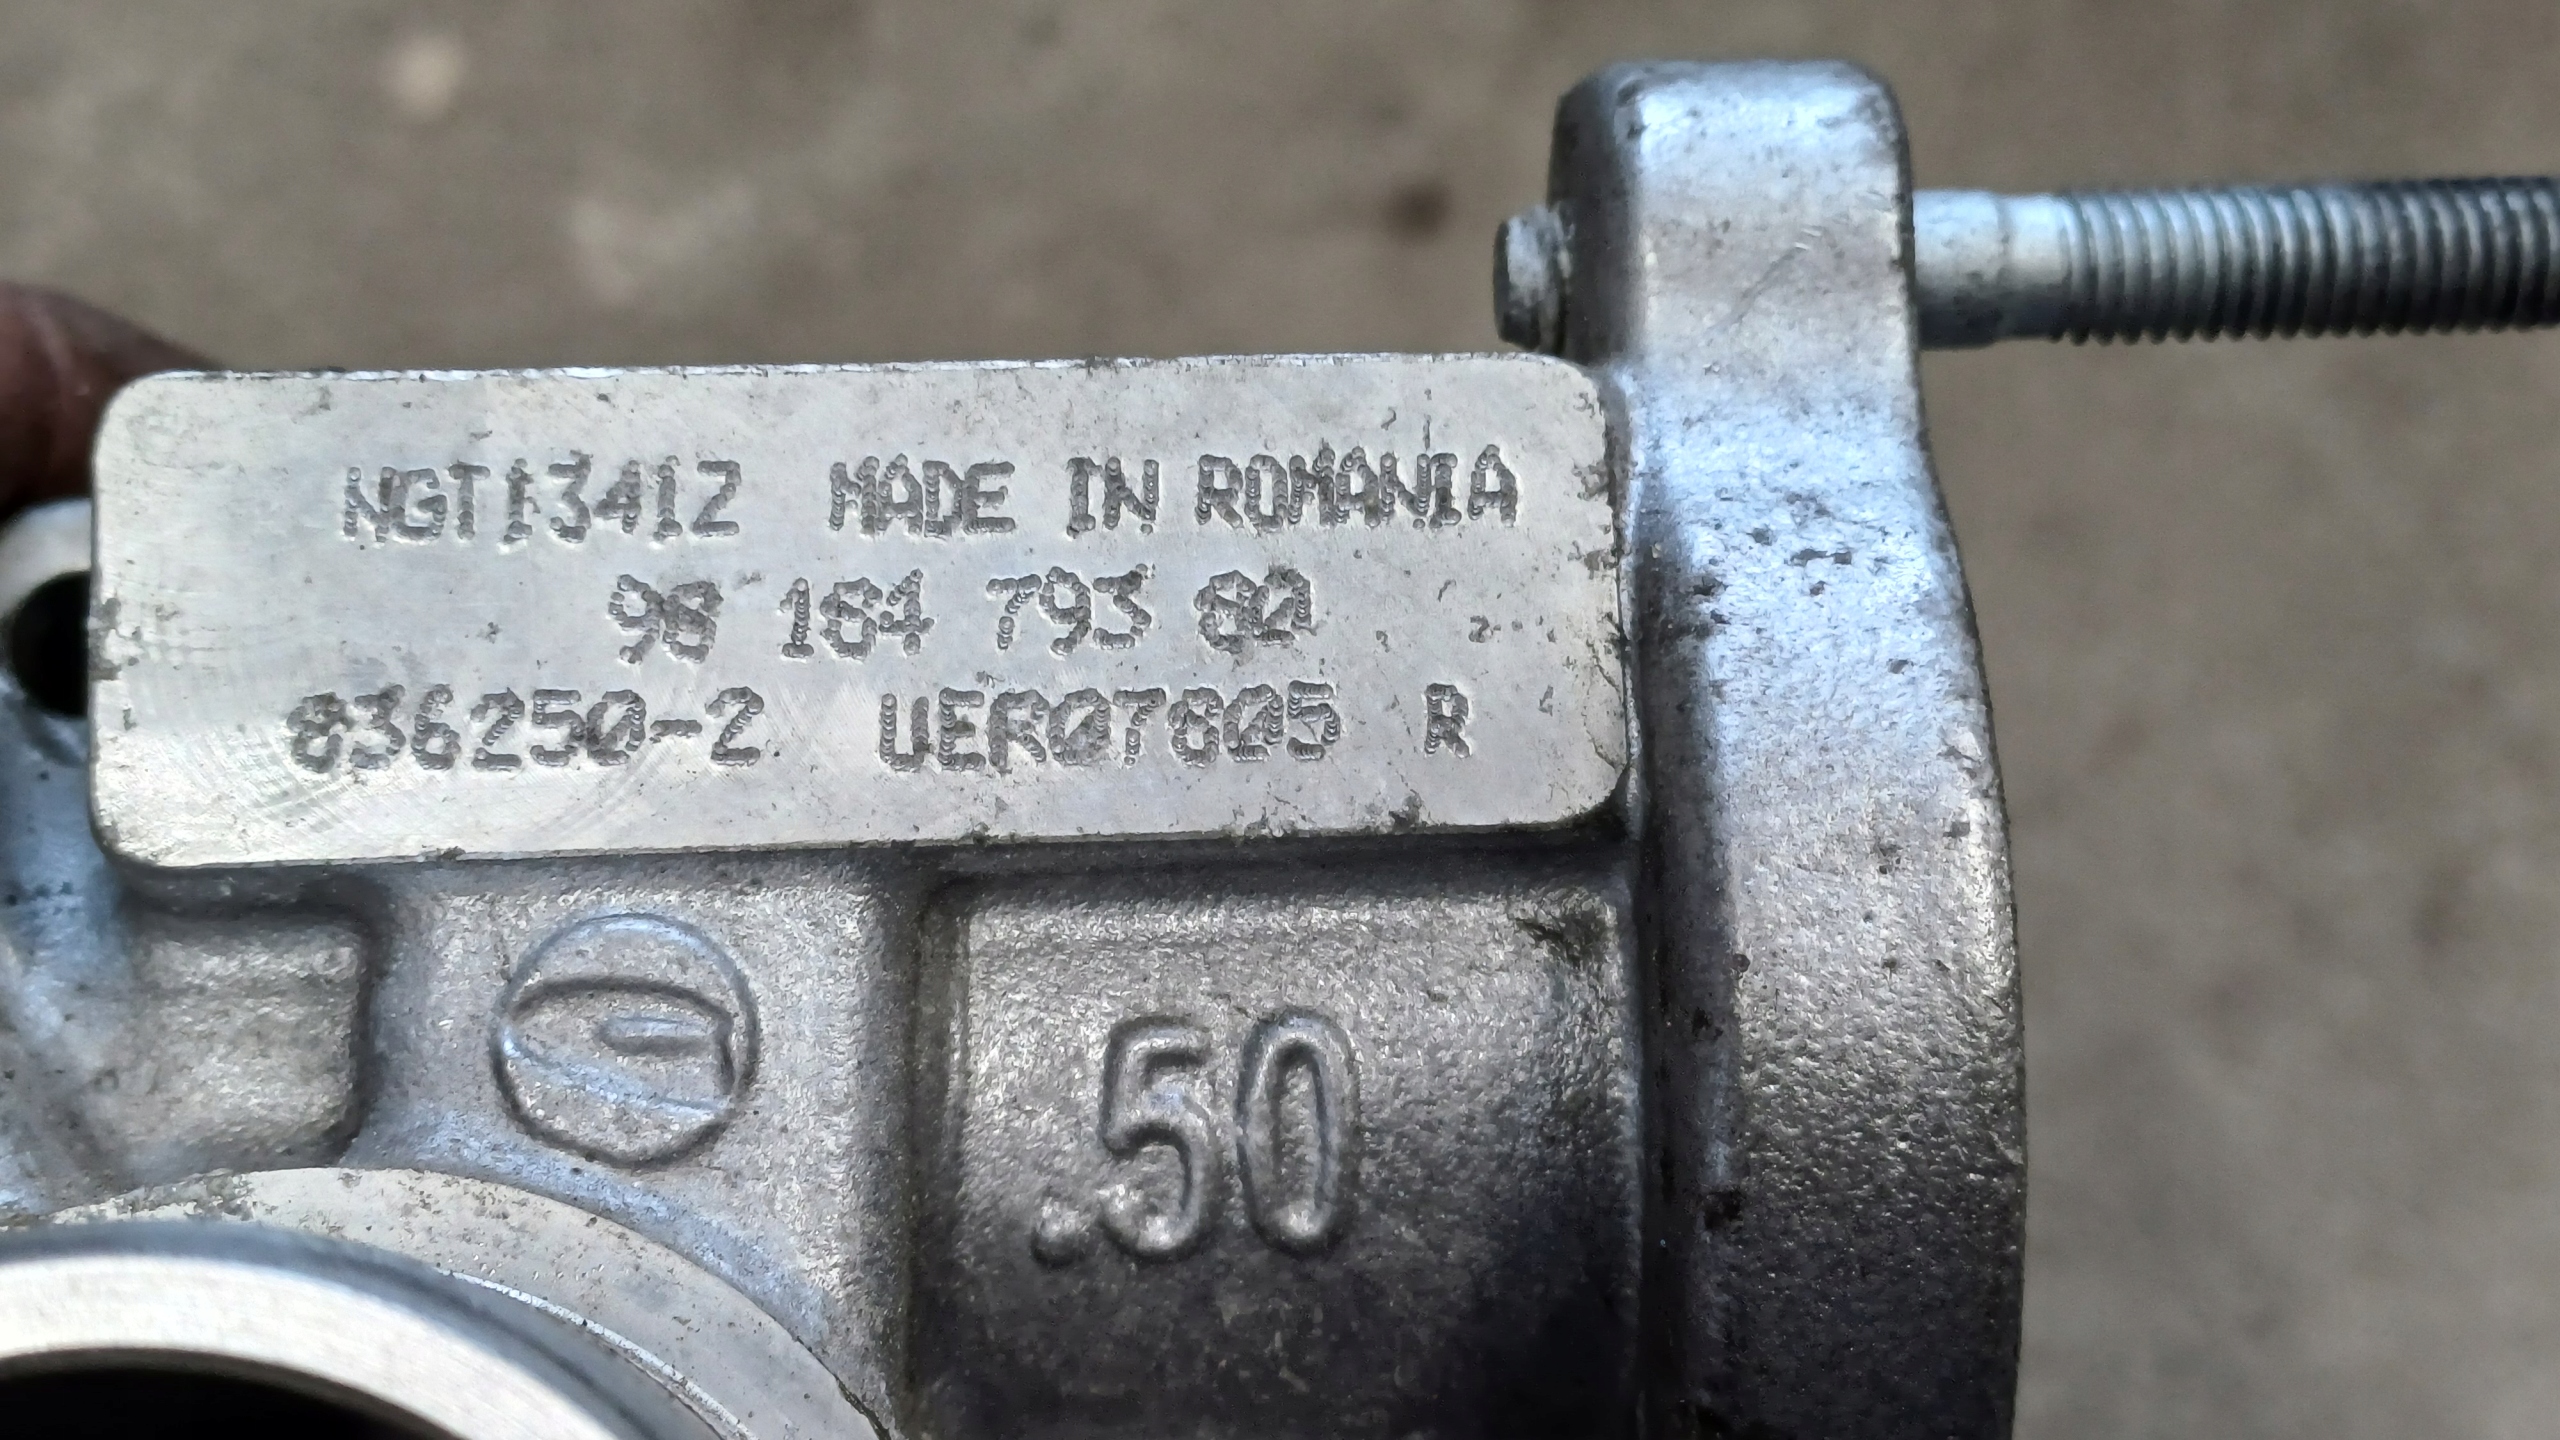 NGT1341Z MADE IN ROMANIA
98 164 793 80
836250-2 UER07805 R
.50